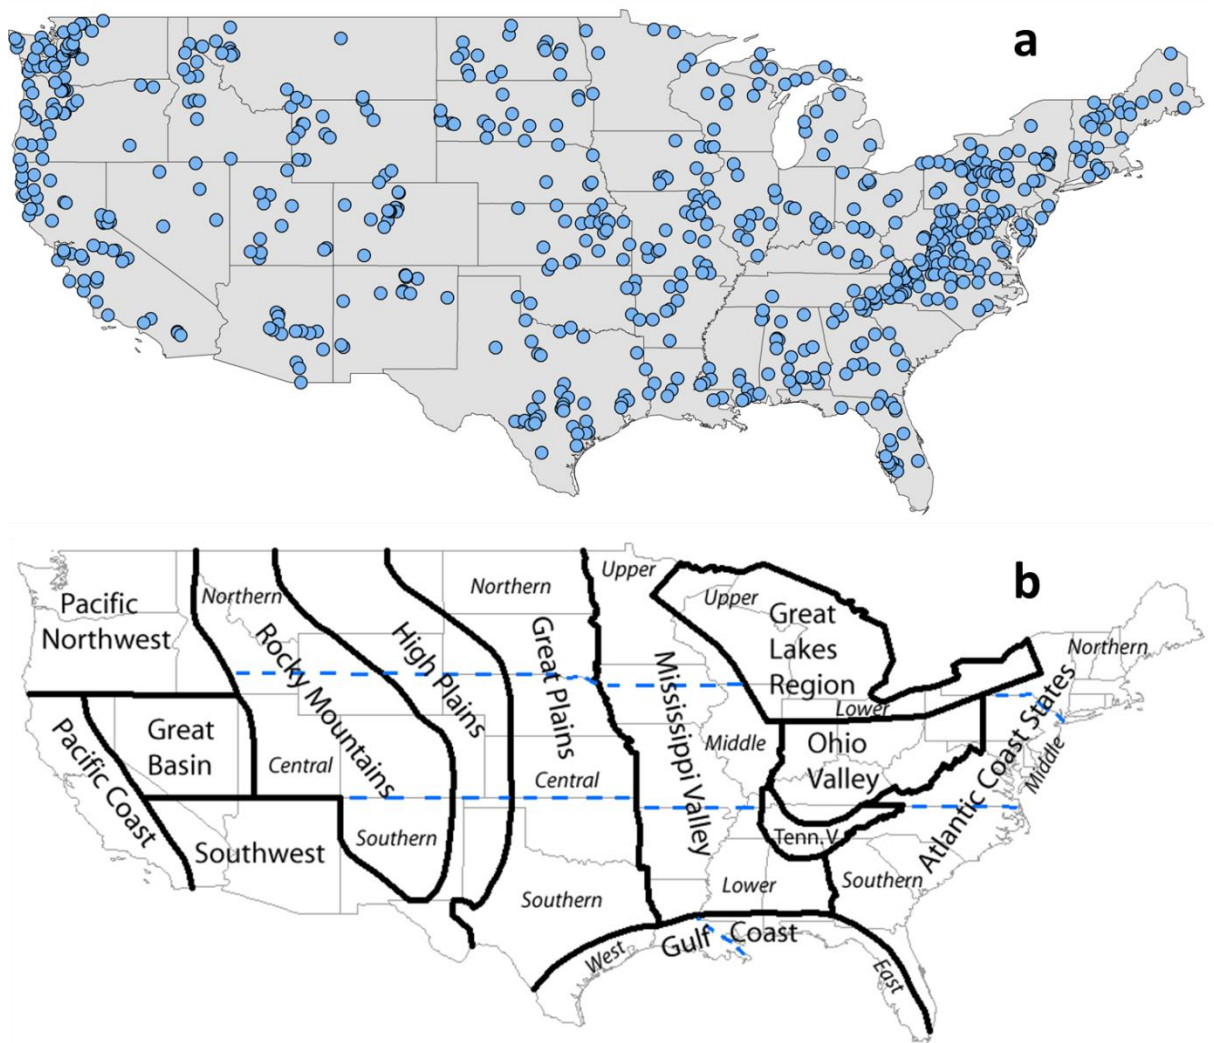 a
b
Upper
Northern
Pacific
Northwest
Northern
Upper
Great
Lakes
Region
Rocky Mountains
High Plains
Great Plains
Mississippi Valley
Northern
Lower
Great
Basin
Pacific Coast
Central
Central
Middle
Ohio
Valley
Atlantic Coast States
Middle
Southwest
Southern
Tenn. V.
Southern
Lower
Southern
West
Gulf
Coast
East